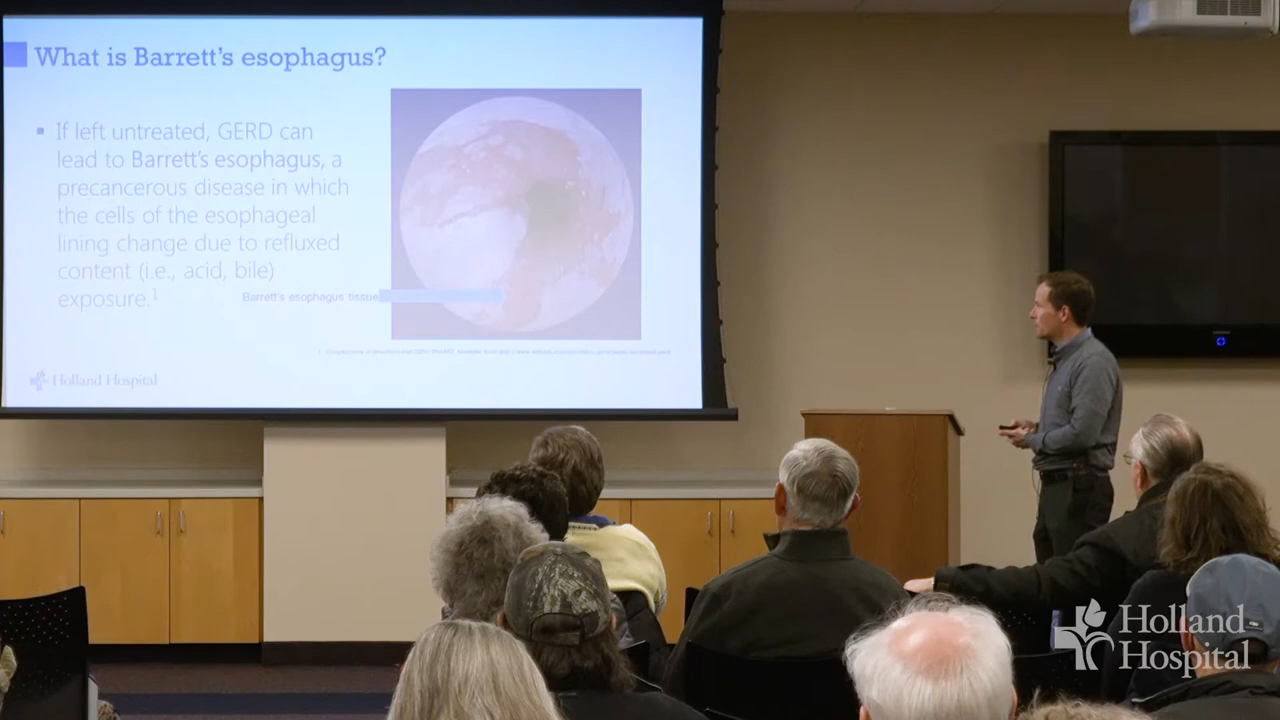 What is Barrett's esophagus?
▪ If left untreated, GERD can
lead to Barrett's esophagus, a
precancerous disease in which
the cells of the esophageal
lining change due to refluxed
content (i.e., acid, bile)
exposure.¹
Barrett's esophagus tissue
Holland Hospital
Holland
Hospital